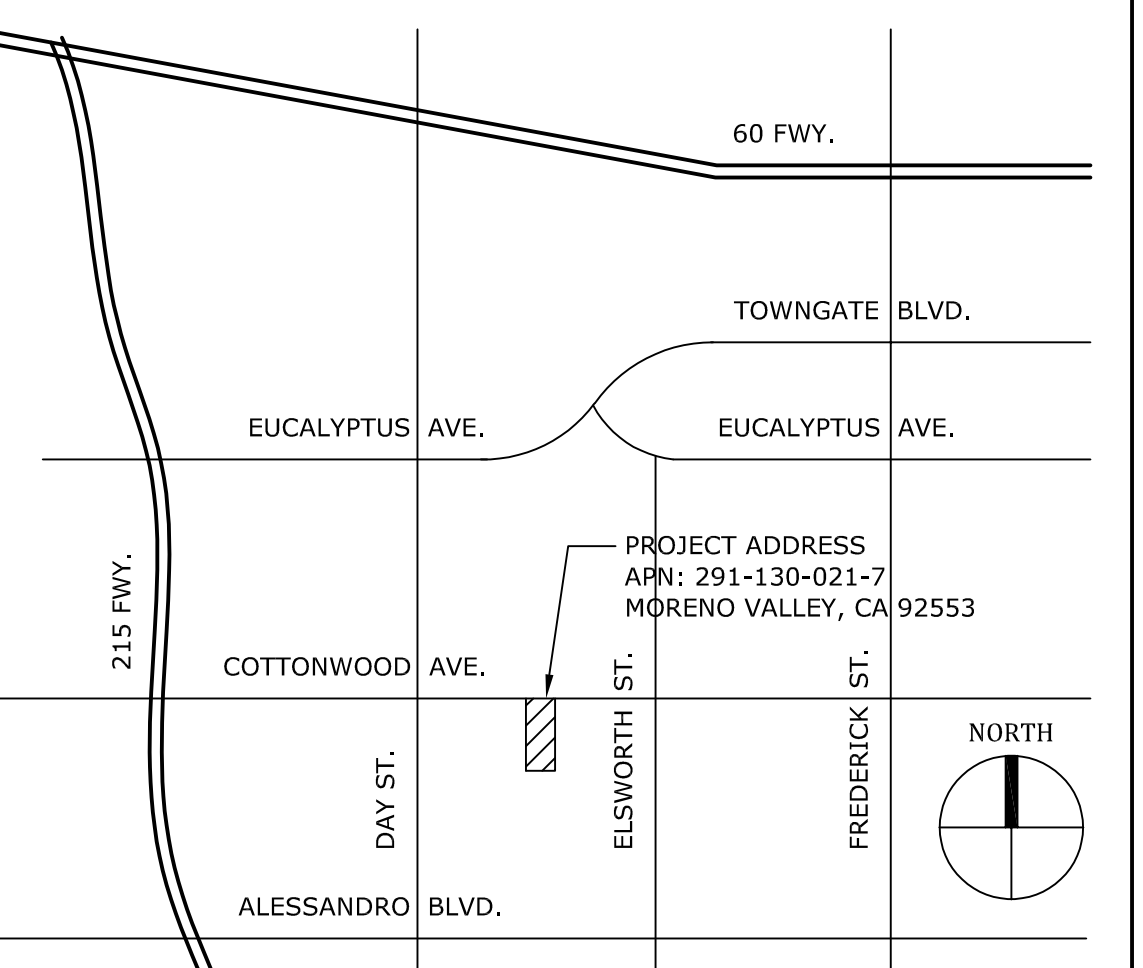 60 FWY.
TOWNGATE BLVD.
EUCALYPTUS AVE.
EUCALYPTUS AVE.
PROJECT ADDRESS
APN: 291-130-021-7
MORENO VALLEY, CA 92553
215 FWY.
COTTONWOOD AVE.
ELSWORTH ST.
FREDERICK ST.
NORTH
DAY ST.
ALESSANDRO BLVD.